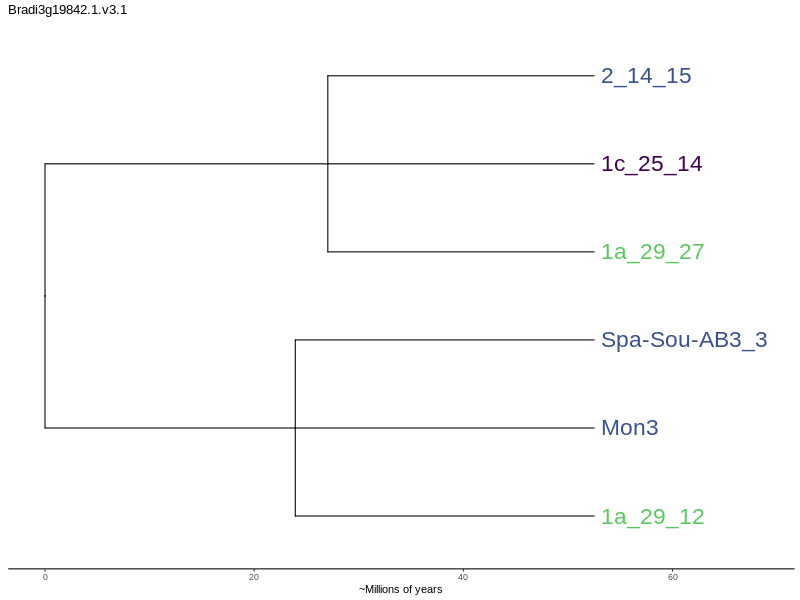 Bradi3g19842.1.v3.1
2_14_15
1c_25_14
1a_29_27
Spa-Sou-AB3_3
Mon3
1a_29_12
0 20 40 60
~Millions of years